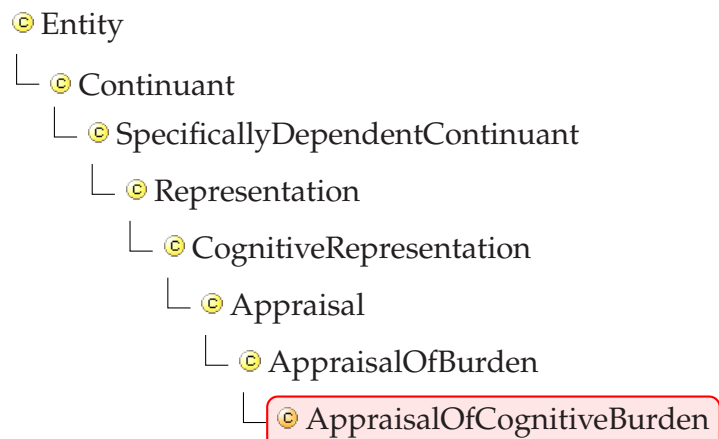 Entity
Continuant
SpecificallyDependentContinuant
Representation
CognitiveRepresentation
Appraisal
AppraisalOfBurden
AppraisalOfCognitiveBurden